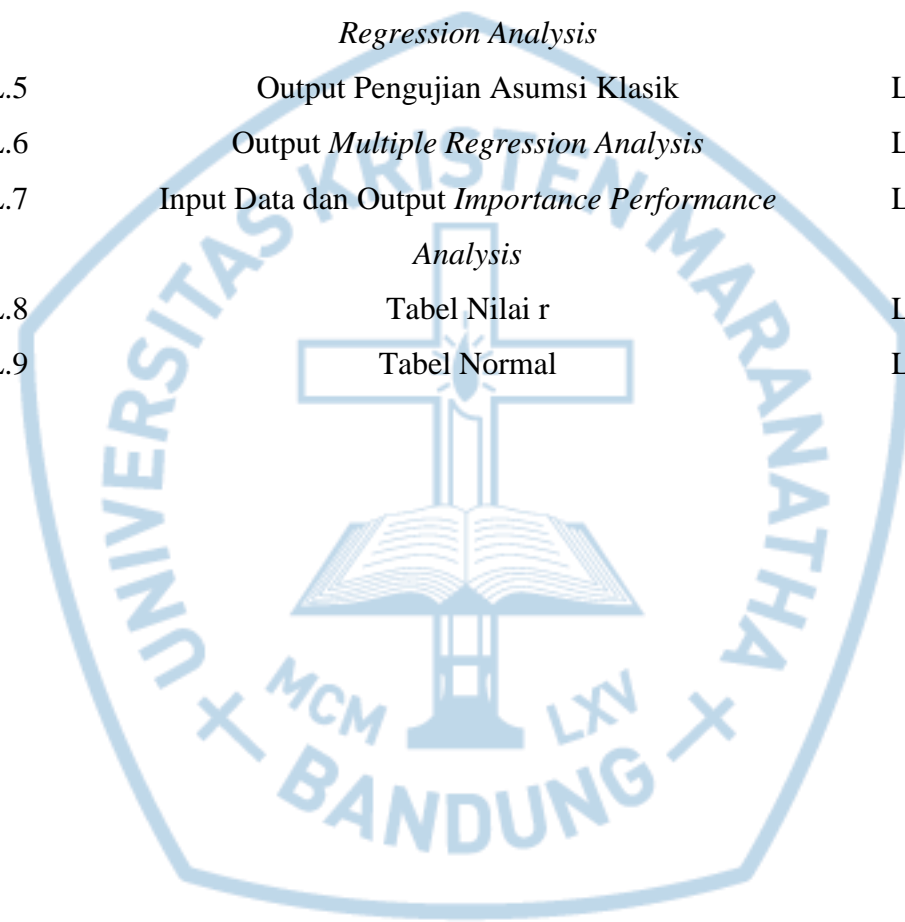 Regression Analysis
L.5 Output Pengujian Asumsi Klasik L
L.6 Output Multiple Regression Analysis L
L.7 Input Data dan Output Importance Performance L
Analysis
L.8 Tabel Nilai r L
L.9 Tabel Normal L
UNIVERSITAS KRISTEN MARANATHA
MCM LXV
BANDUNG